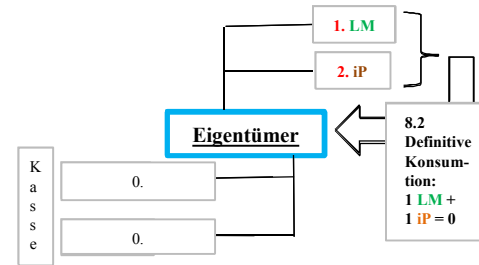 1. LM
2. iP
Eigentümer
8.2
Definitive
Konsum-
tion:
1 LM +
1 iP = 0
K
a
s
s
e
0.
0.